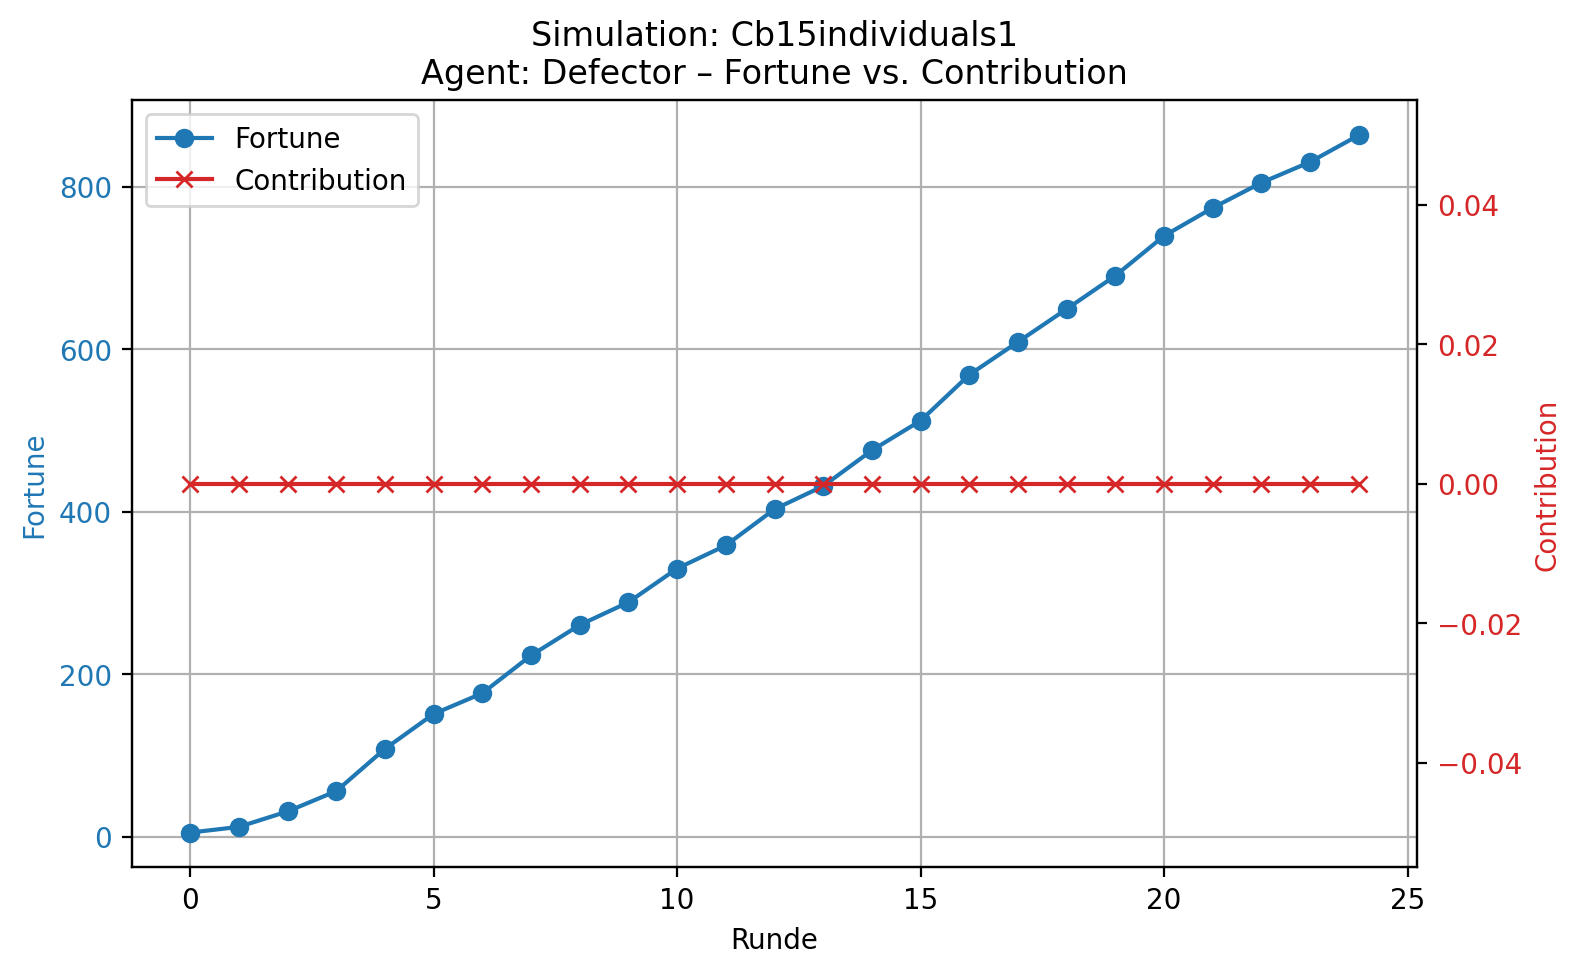 Simulation: Cb15individuals1
Agent: Defector – Fortune vs. Contribution
Fortune
Contribution
800
600
400
200
0
Fortune
0.04
0.02
0.00
−0.02
−0.04
Contribution
0
5
10
15
20
25
Runde